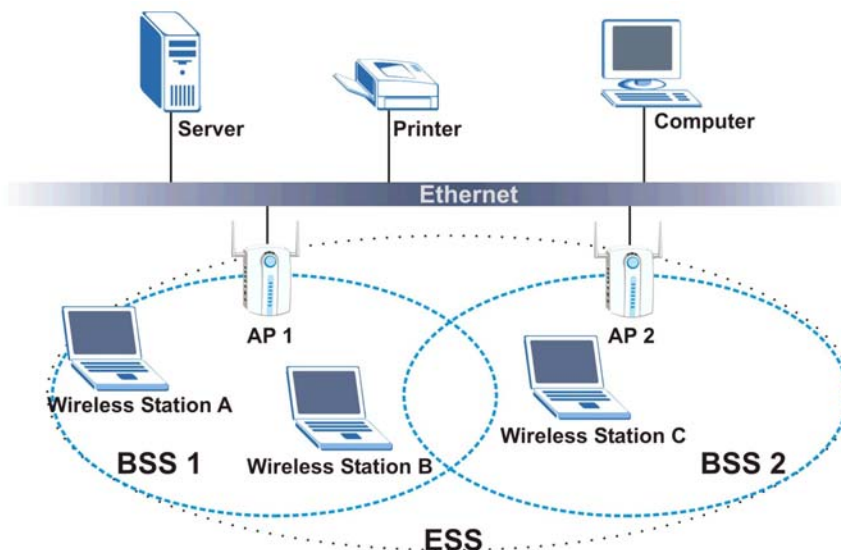 Server
Printer
Computer
Ethernet
AP 1
AP 2
Wireless Station A
Wireless Station B
Wireless Station C
BSS 1
BSS 2
ESS